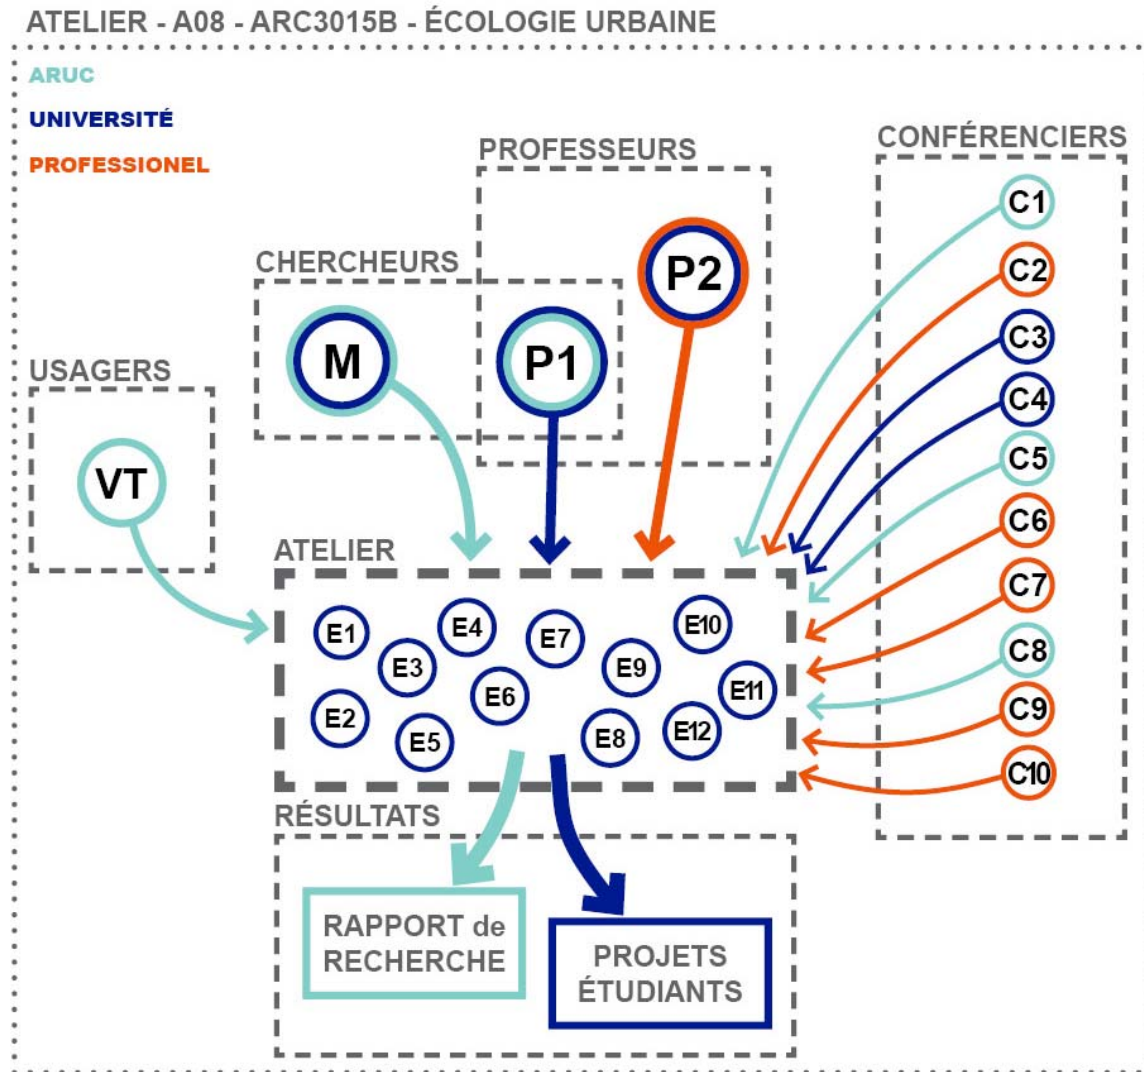 ATELIER - A08 - ARC3015B - ÉCOLOGIE URBAINE
ARUC
UNIVERSITÉ
PROFESSIONEL
PROFESSEURS
CONFÉRENCIERS
CHERCHEURS
USAGERS
P2
M
P1
VT
C1
C2
C3
C4
C5
C6
C7
C8
C9
C10
ATELIER
E1
E2
E3
E4
E5
E6
E7
E8
E9
E10
E11
E12
RÉSULTATS
RAPPORT de
RECHERCHE
PROJETS
ÉTUDIANTS